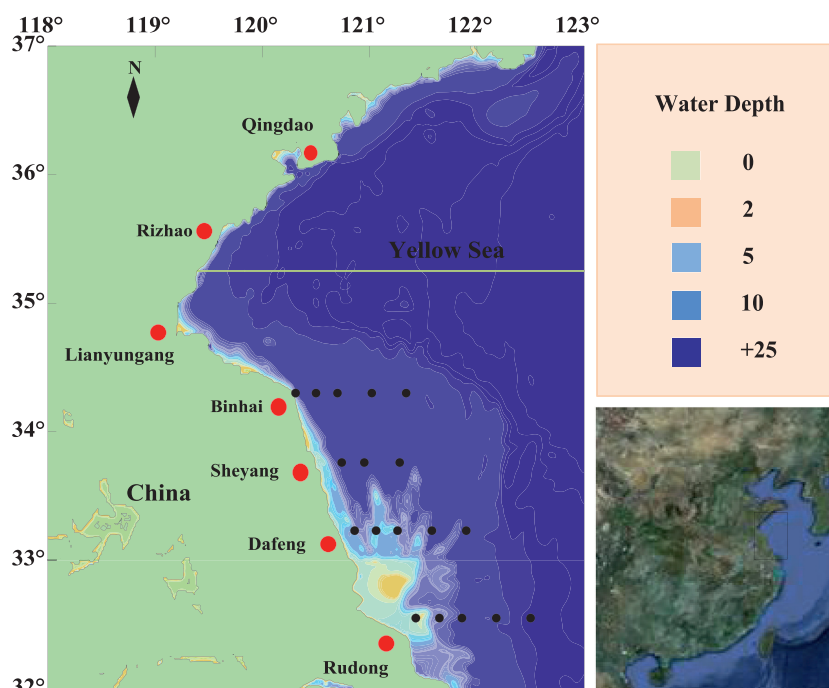 118° 119° 120° 121° 122° 123°
37°
N
Qingdao
36°
Rizhao
Yellow Sea
35°
Lianyungang
Binhai
34°
Sheyang
China
Dafeng
33°
Rudong
32°
Water Depth
0
2
5
10
+25